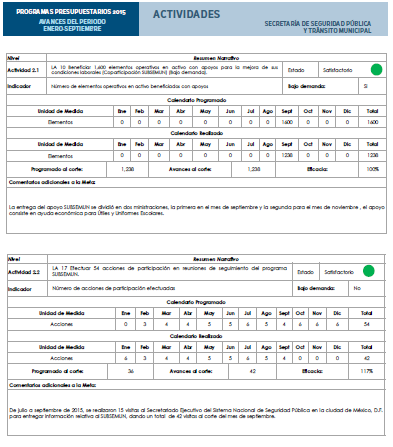 PROGRAMAS PRESUPUESTARIOS 2015
AVANCES DEL PERIODO
ENERO-SEPTIEMBRE
ACTIVIDADES
SECRETARÍA DE SEGURIDAD PÚBLICA
Y TRÁNSITO MUNICIPAL
Nivel Resumen Narrativo
Actividad 2.1 LA 10 Beneficiar 1,600 elementos operativos en activo con apoyos para la mejora de sus condiciones laborales (Coparticipación SUBSEMUN) (Bajo demanda). Estado Satisfactorio
Indicador Número de elementos operativos en activo beneficiados con apoyos Bajo demanda: Si
Calendario Programado
Unidad de Medida Ene Feb Mar Abr May Jun Jul Ago Sept Oct Nov Dic Total
Elementos 0 0 0 0 0 0 0 0 1600 0 0 0 1600
Calendario Realizado
Unidad de Medida Ene Feb Mar Abr May Jun Jul Ago Sept Oct Nov Dic Total
Elementos 0 0 0 0 0 0 0 0 1238 0 0 0 1238
Programado al corte: 1,238 Avances al corte: 1,238 Eficacia: 100%
Comentarios adicionales a la Meta:
La entrega del apoyo SUBSEMUN se dividió en dos ministraciones, la primera en el mes de septiembre y la segunda para el mes de noviembre , el apoyo
consiste en ayuda económica para Útiles y Uniformes Escolares.
Nivel Resumen Narrativo
Actividad 2.2 LA 17 Efectuar 54 acciones de participación en reuniones de seguimiento del programa SUBSEMUN. Estado Satisfactorio
Indicador Número de acciones de participación efectuadas Bajo demanda: No
Calendario Programado
Unidad de Medida Ene Feb Mar Abr May Jun Jul Ago Sept Oct Nov Dic Total
Acciones 0 3 4 4 5 5 6 5 4 6 6 6 54
Calendario Realizado
Unidad de Medida Ene Feb Mar Abr May Jun Jul Ago Sept Oct Nov Dic Total
Acciones 6 3 4 4 5 5 6 5 4 0 0 0 42
Programado al corte: 36 Avances al corte: 42 Eficacia: 117%
Comentarios adicionales a la Meta:
De julio a septiembre de 2015, se realizaron 15 visitas al Secretariado Ejecutivo del Sistema Nacional de Seguridad Pública en la ciudad de México, D.F.
para entregar información relativa al SUBSEMUN, dando un total de 42 visitas al corte del mes de septiembre.